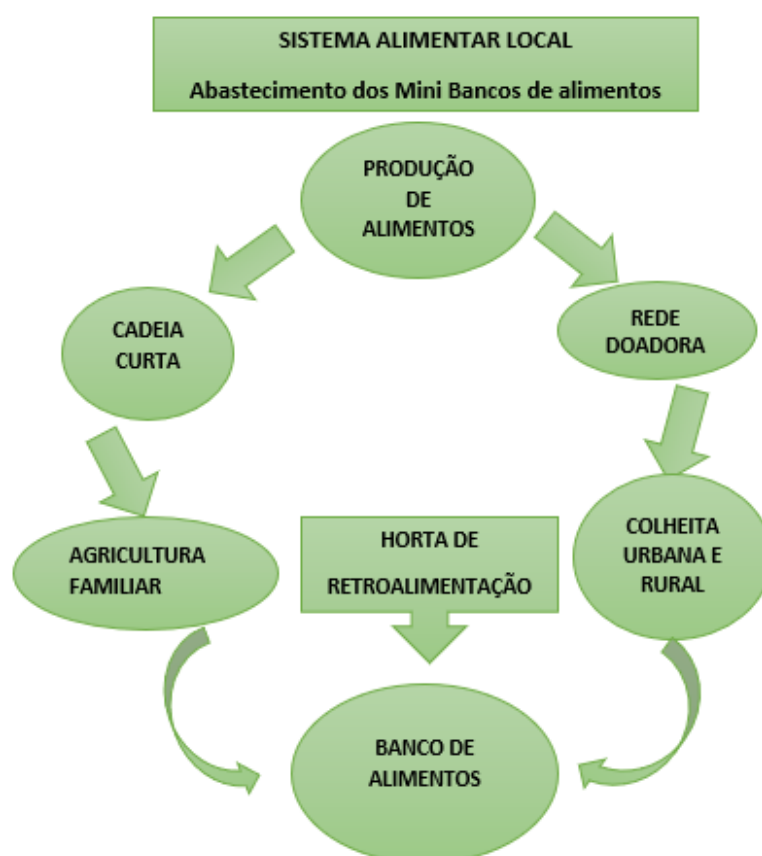 SISTEMA ALIMENTAR LOCAL
Abastecimento dos Mini Bancos de alimentos
PRODUÇÃO
DE
ALIMENTOS
CADEIA
CURTA
REDE
DOADORA
AGRICULTURA
FAMILIAR
HORTA DE
RETROALIMENTAÇÃO
COLHEITA
URBANA E
RURAL
BANCO DE
ALIMENTOS